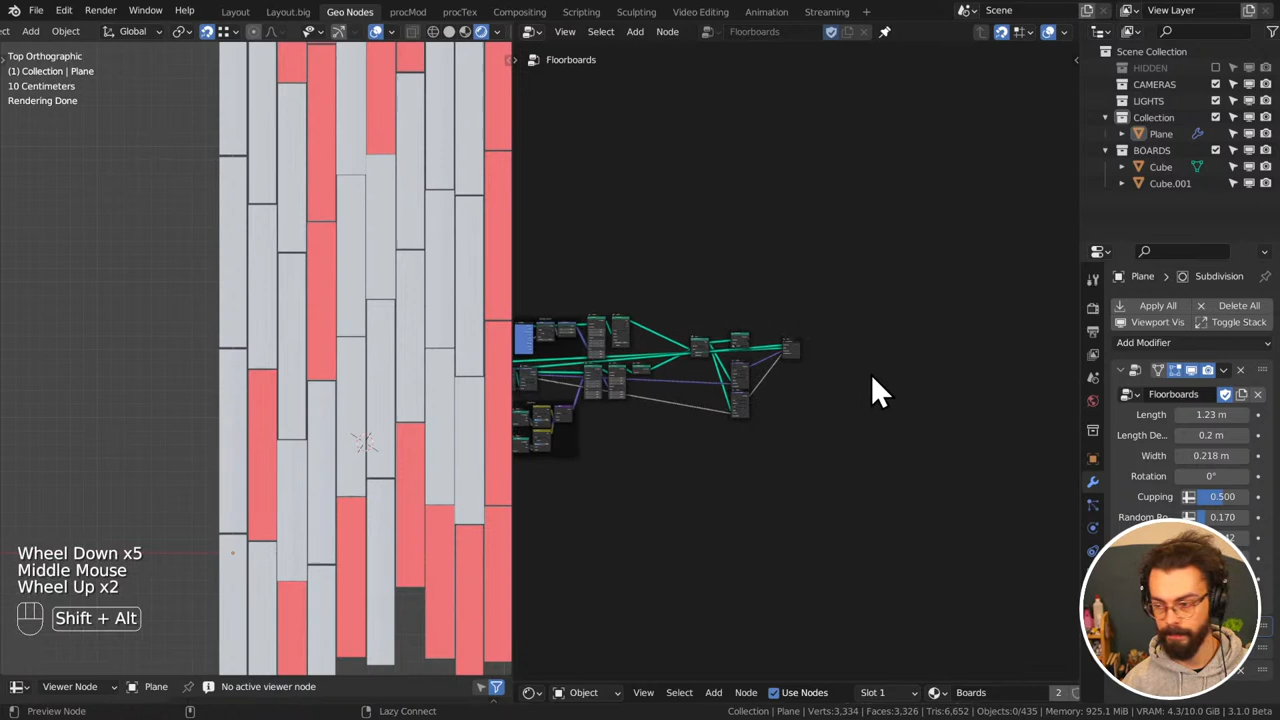 File Edit Render Window Help Layout Layout.big Geo Nodes procMod procTex Compositing Scripting Sculpting Video Editing Animation Streaming + Scene View Layer
Add Object Global View Select Add Node Floorboards
Top Orthographic
(1) Collection | Plane
10 Centimeters
Rendering Done
Floorboards
Scene Collection
HIDDEN
CAMERAS
LIGHTS
Collection
Plane
BOARDS
Cube
Cube.001
Plane Subdivision
Apply All Delete All
Viewport Vis Toggle Stack
Add Modifier
Floorboards
Length 1.23 m
Length De... 0.2 m
Width 0.218 m
Rotation 0°
Cupping 0.500
Random Ro... 0.170
Wheel Down x5
Middle Mouse
Wheel Up x2
Shift + Alt
Viewer Node Plane No active viewer node Object View Select Add Node Use Nodes Slot 1 Boards 2
Preview Node Lazy Connect Collection | Plane | Verts:3,334 | Faces:3,326 | Tris:6,652 | Objects:0/435 | Memory: 925.1 MiB | VRAM: 4.3/10.0 GiB | 3.1.0 Beta